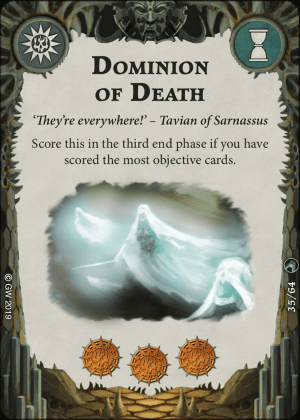 DOMINION
OF DEATH
‘They’re everywhere!’ – Tavian of Sarnassus
Score this in the third end phase if you have
scored the most objective cards.
© GW 2019
35/64